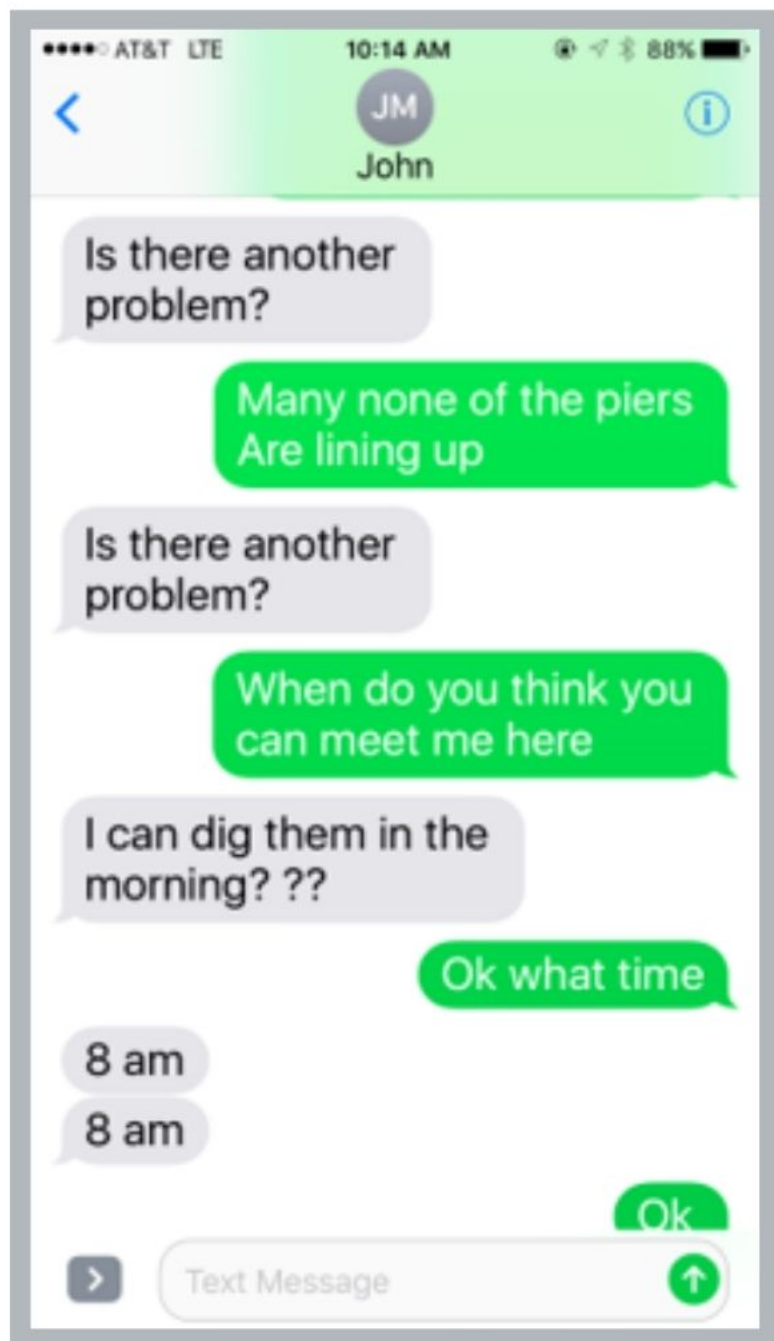 AT&T LTE 10:14 AM 88%
JM
John
Is there another
problem?
Many none of the piers
Are lining up
Is there another
problem?
When do you think you
can meet me here
I can dig them in the
morning? ??
Ok what time
8 am
8 am
Ok
Text Message